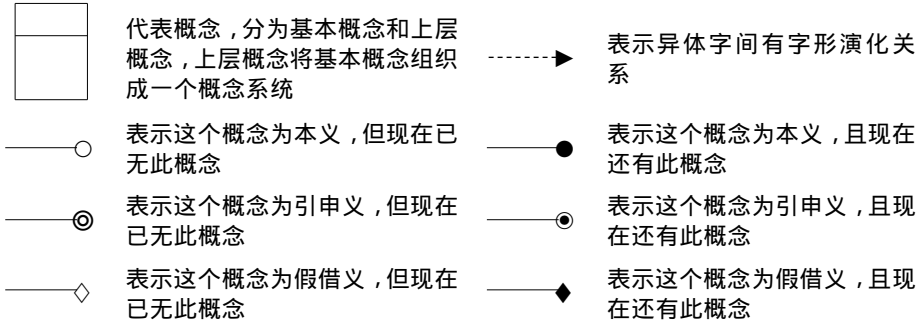 代表概念,分为基本概念和上层
概念,上层概念将基本概念组织
成一个概念系统
表示异体字间有字形演化关
系
表示这个概念为本义,但现在已
无此概念
表示这个概念为本义,且现在
还有此概念
表示这个概念为引申义,但现在
已无此概念
表示这个概念为引申义,且现
在还有此概念
表示这个概念为假借义,但现在
已无此概念
表示这个概念为假借义,且现
在还有此概念